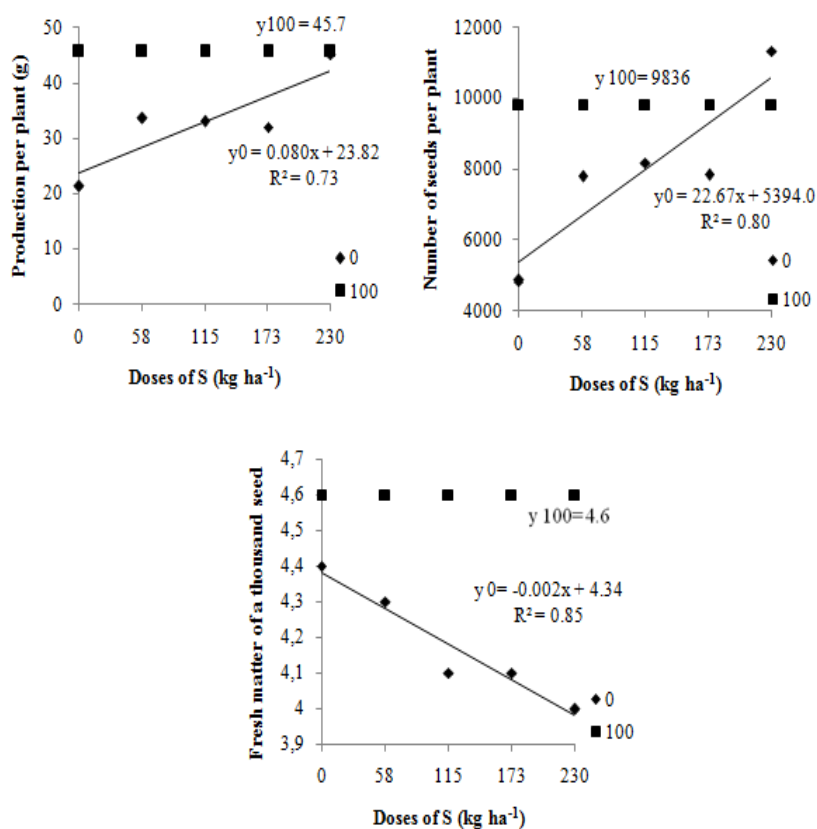 Production per plant (g)
50
40
30
20
10
0
y100 = 45.7
y0 = 0.080x + 23.82
R² = 0.73
0
100
0 58 115 173 230
Doses of S (kg ha⁻¹)
Number of seeds per plant
12000
10000
8000
6000
4000
y 100= 9836
y0 = 22.67x + 5394.0
R² = 0.80
0
100
0 58 115 173 230
Doses of S (kg ha⁻¹)
Fresh matter of a thousand seed
4,7
4,6
4,5
4,4
4,3
4,2
4,1
4
3,9
y 100=4.6
y 0= -0.002x + 4.34
R² = 0.85
0
100
0 58 115 173 230
Doses of S (kg ha⁻¹)